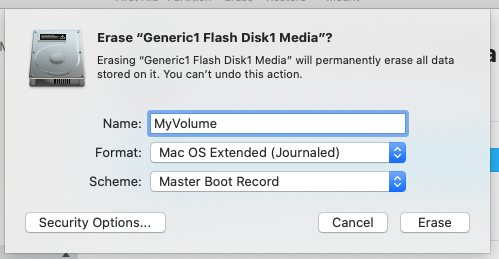 Erase “Generic1 Flash Disk1 Media”?
Erasing “Generic1 Flash Disk1 Media” will permanently erase all data
stored on it. You can’t undo this action.
Name: MyVolume
Format: Mac OS Extended (Journaled)
Scheme: Master Boot Record
Security Options... Cancel Erase